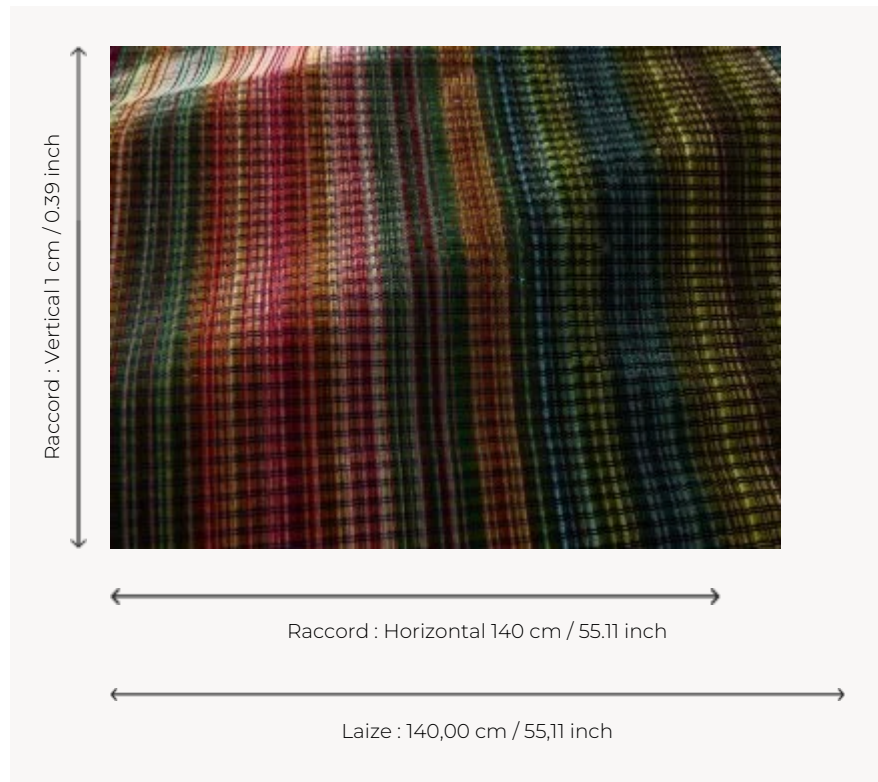 Raccord : Vertical 1 cm / 0.39 inch
Raccord : Horizontal 140 cm / 55.11 inch
Laize : 140,00 cm / 55,11 inch